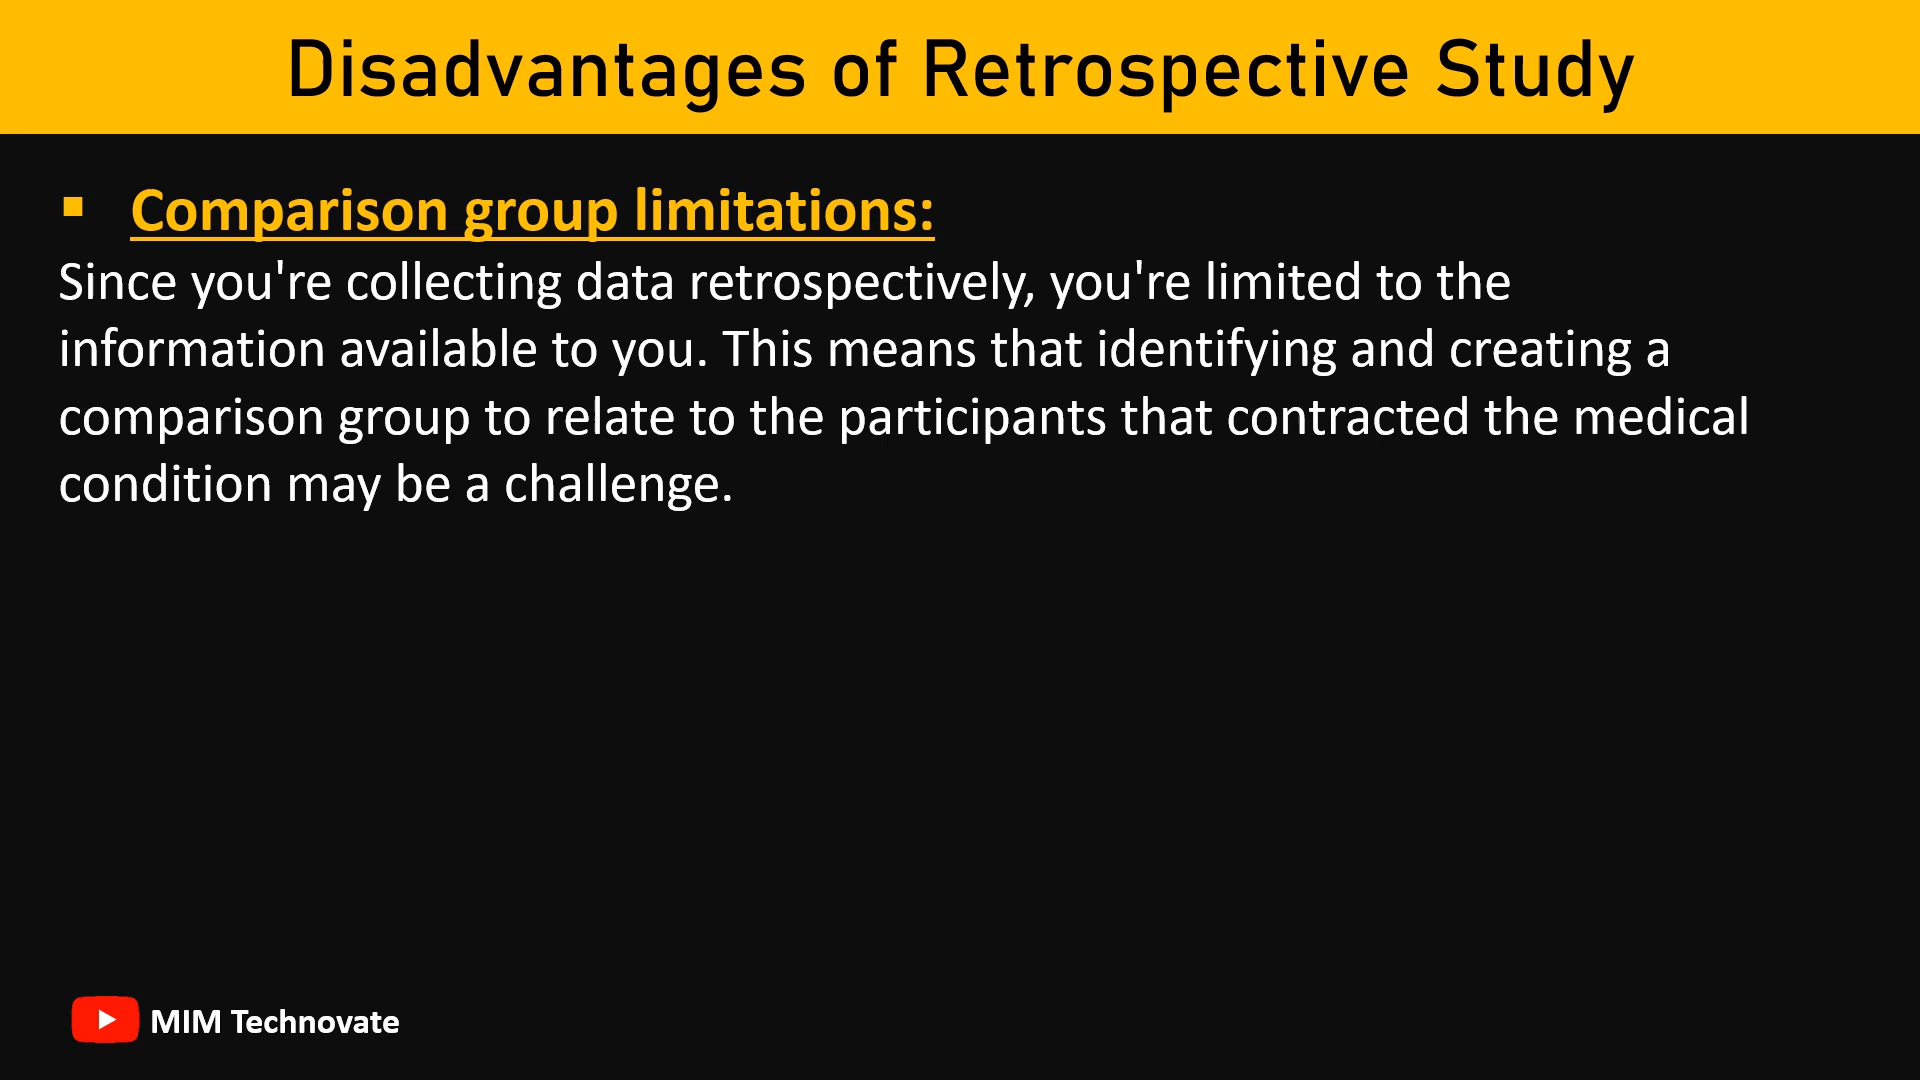 Disadvantages of Retrospective Study
▪ Comparison group limitations:
Since you're collecting data retrospectively, you're limited to the
information available to you. This means that identifying and creating a
comparison group to relate to the participants that contracted the medical
condition may be a challenge.
MIM Technovate